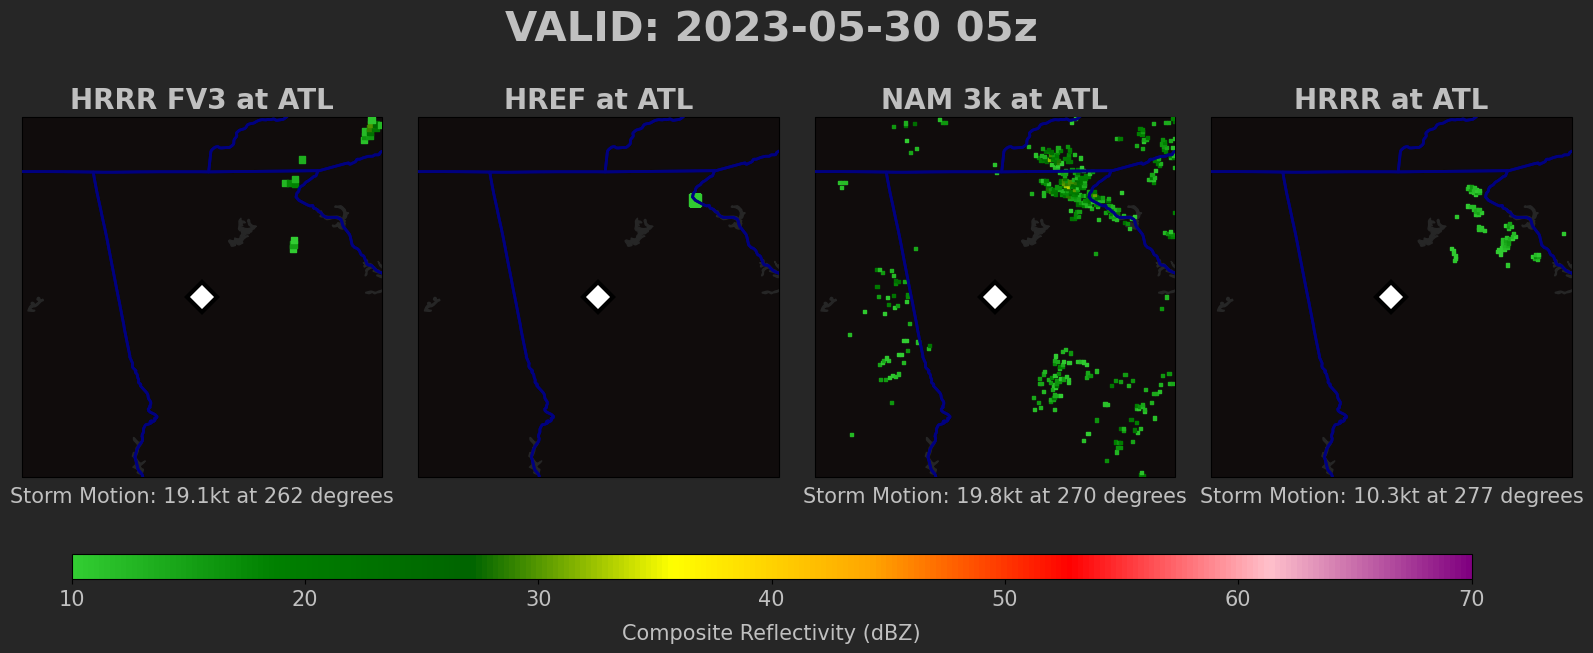 VALID: 2023-05-30 05z
HRRR FV3 at ATL
HREF at ATL
NAM 3k at ATL
HRRR at ATL
Storm Motion: 19.1kt at 262 degrees
Storm Motion: 19.8kt at 270 degrees
Storm Motion: 10.3kt at 277 degrees
10 20 30 40 50 60 70
Composite Reflectivity (dBZ)